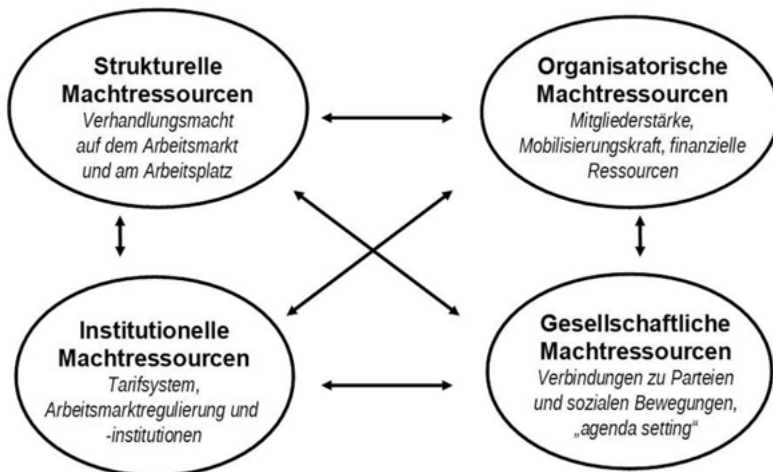 Strukturelle
Machtressourcen
Verhandlungsmacht
auf dem Arbeitsmarkt
und am Arbeitsplatz
Organisatorische
Machtressourcen
Mitgliederstärke,
Mobilisierungskraft, finanzielle
Ressourcen
Institutionelle
Machtressourcen
Tarifsystem,
Arbeitsmarktregulierung und
-institutionen
Gesellschaftliche
Machtressourcen
Verbindungen zu Parteien
und sozialen Bewegungen,
„agenda setting“